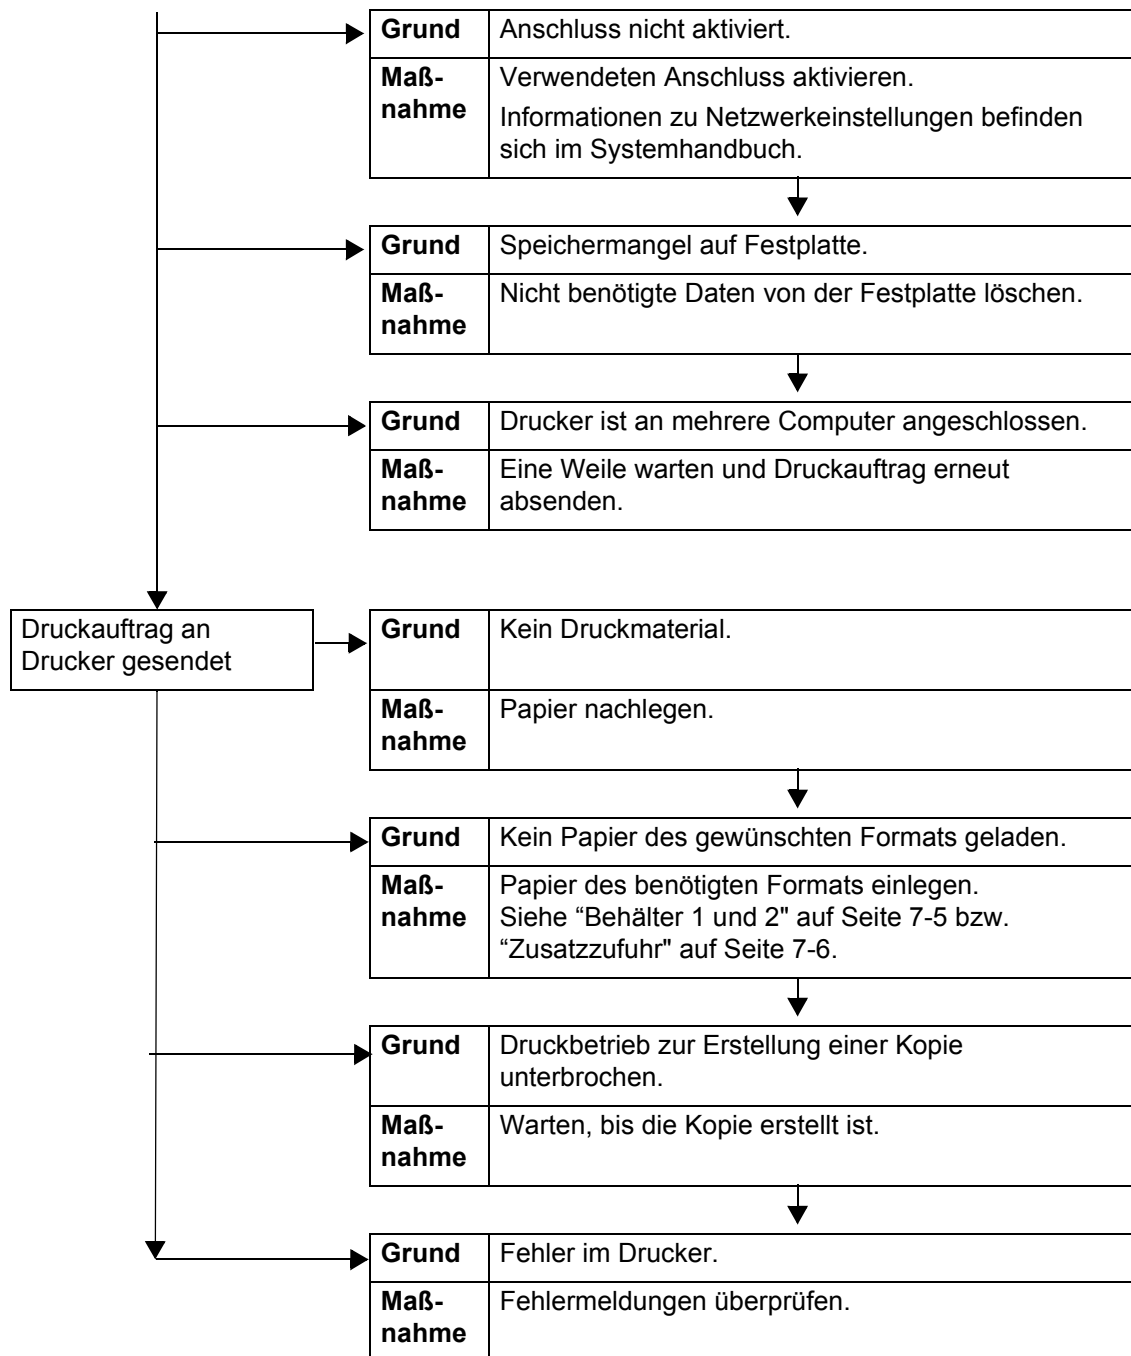 Grund Anschluss nicht aktiviert.
Maß- Verwendeten Anschluss aktivieren.
nahme Informationen zu Netzwerkeinstellungen befinden
sich im Systemhandbuch.
Grund Speichermangel auf Festplatte.
Maß- Nicht benötigte Daten von der Festplatte löschen.
nahme
Grund Drucker ist an mehrere Computer angeschlossen.
Maß- Eine Weile warten und Druckauftrag erneut
nahme absenden.
Druckauftrag an
Drucker gesendet
Grund Kein Druckmaterial.
Maß- Papier nachlegen.
nahme
Grund Kein Papier des gewünschten Formats geladen.
Maß- Papier des benötigten Formats einlegen.
nahme Siehe “Behälter 1 und 2" auf Seite 7-5 bzw.
“Zusatzzufuhr" auf Seite 7-6.
Grund Druckbetrieb zur Erstellung einer Kopie
unterbrochen.
Maß- Warten, bis die Kopie erstellt ist.
nahme
Grund Fehler im Drucker.
Maß- Fehlermeldungen überprüfen.
nahme